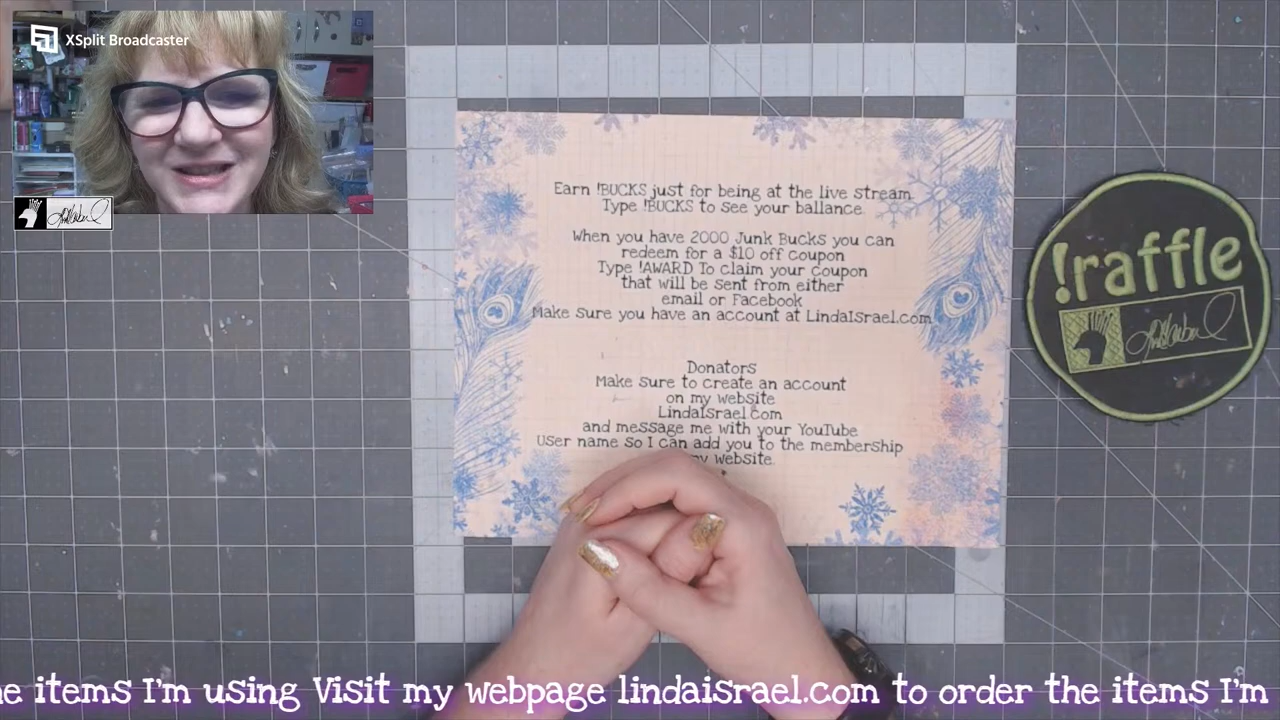 XSplit Broadcaster
Earn !BUCKS just for being at the live stream.
Type !BUCKS to see your ballance.
When you have 2000 Junk Bucks you can
redeem for a $10 off coupon
Type !AWARD To claim your coupon
that will be sent from either
email or Facebook
Make sure you have an account at LindaIsrael.com
Donators
Make sure to create an account
on my website
LindaIsrael.com
and message me with your YouTube
User name so I can add you to the membership
my website.
!raffle
items I'm using Visit my webpage lindaisrael.com to order the items I'm